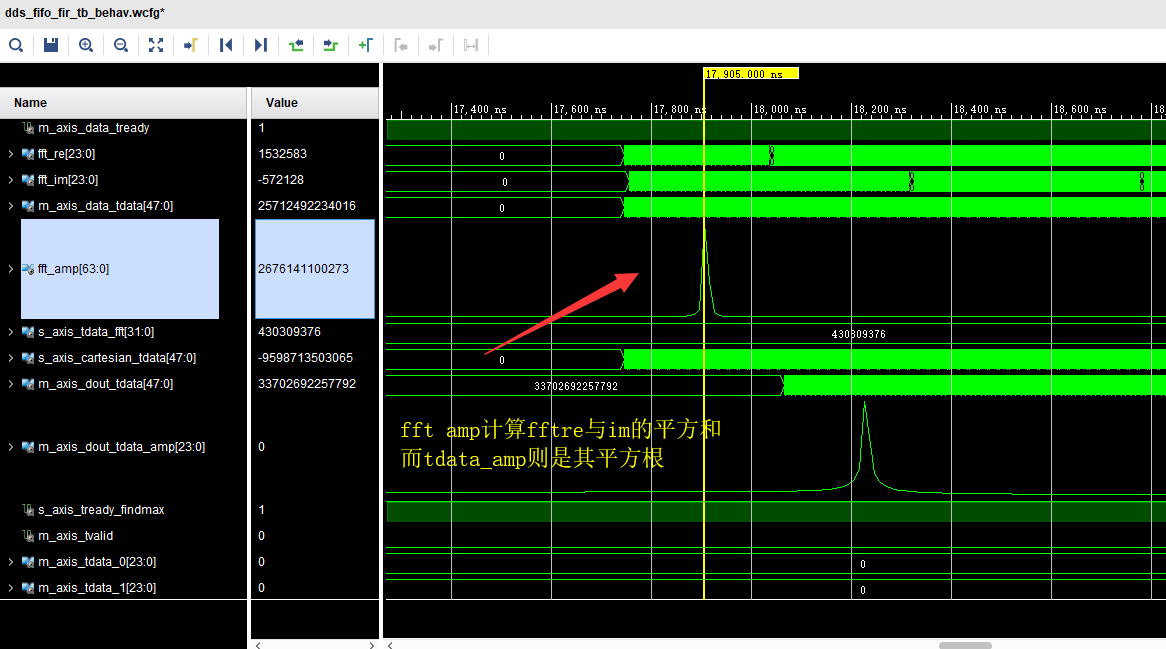 dds_fifo_fir_tb_behav.wcfg*
Name
Value
17,905.000 ns
17,400 ns
17,600 ns
17,800 ns
18,000 ns
18,200 ns
18,400 ns
18,600 ns
18
m_axis_data_tready
1
fft_re[23:0]
1532583
0
fft_im[23:0]
-572128
0
m_axis_data_tdata[47:0]
25712492234016
0
fft_amp[63:0]
2676141100273
s_axis_tdata_fft[31:0]
430309376
430309376
s_axis_cartesian_tdata[47:0]
-9598713503065
0
m_axis_dout_tdata[47:0]
33702692257792
33702692257792
fft amp计算fftre与im的平方和
而tdata_amp则是其平方根
m_axis_dout_tdata_amp[23:0]
0
s_axis_tready_findmax
1
m_axis_tvalid
0
m_axis_tdata_0[23:0]
0
0
m_axis_tdata_1[23:0]
0
0